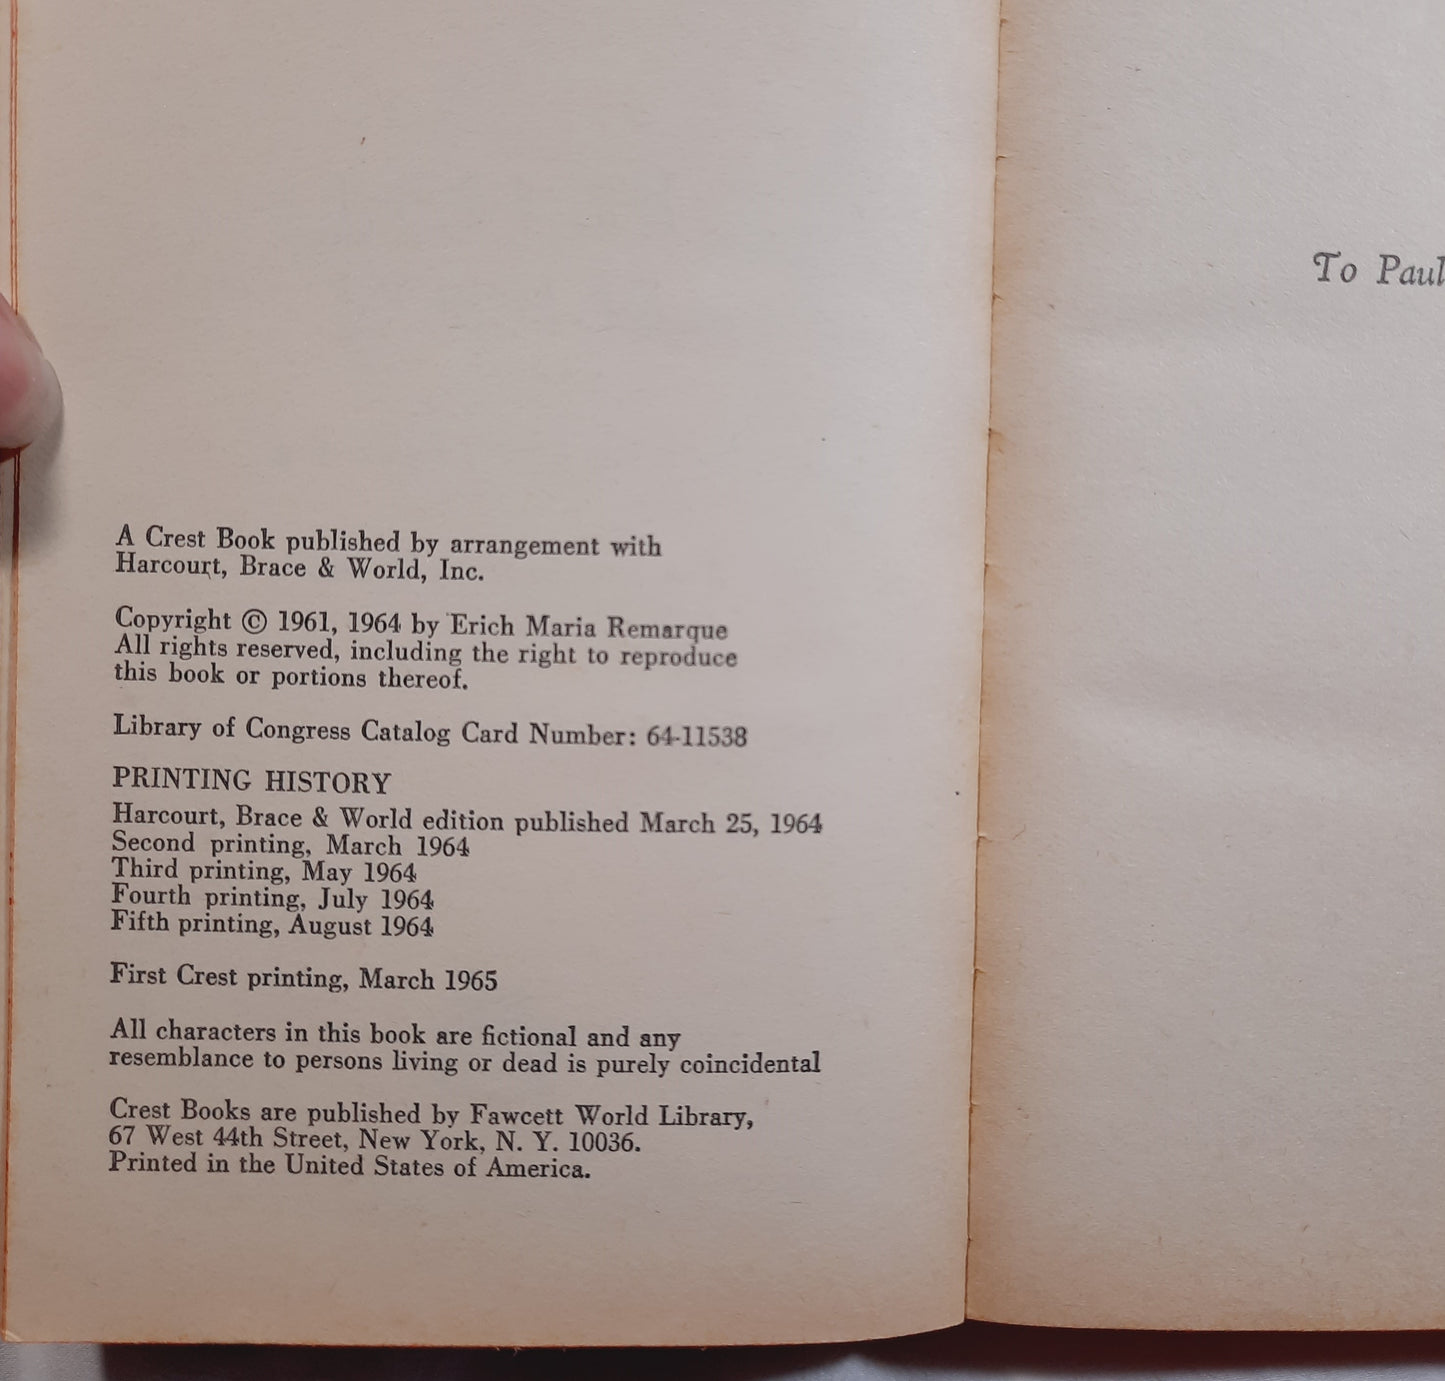 A Crest Book published by arrangement with
Harcourt, Brace & World, Inc.
Copyright © 1961, 1964 by Erich Maria Remarque
All rights reserved, including the right to reproduce
this book or portions thereof.
Library of Congress Catalog Card Number: 64-11538
PRINTING HISTORY
Harcourt, Brace & World edition published March 25, 1964
Second printing, March 1964
Third printing, May 1964
Fourth printing, July 1964
Fifth printing, August 1964
First Crest printing, March 1965
All characters in this book are fictional and any
resemblance to persons living or dead is purely coincidental
Crest Books are published by Fawcett World Library,
67 West 44th Street, New York, N. Y. 10036.
Printed in the United States of America.
To Paul